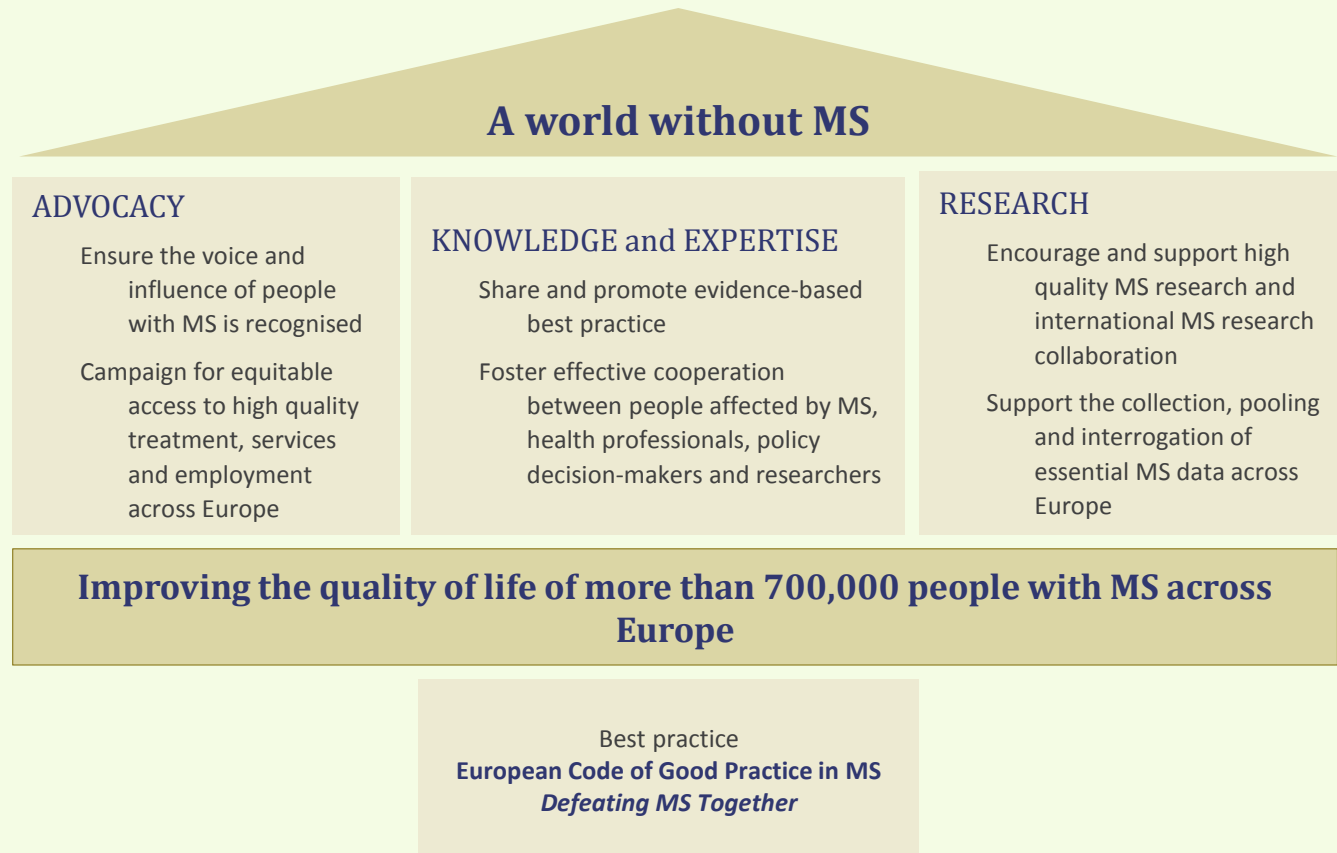 A world without MS
ADVOCACY
Ensure the voice and
influence of people
with MS is recognised
Campaign for equitable
access to high quality
treatment, services
and employment
across Europe
KNOWLEDGE and EXPERTISE
Share and promote evidence-based
best practice
Foster effective cooperation
between people affected by MS,
health professionals, policy
decision-makers and researchers
RESEARCH
Encourage and support high
quality MS research and
international MS research
collaboration
Support the collection, pooling
and interrogation of
essential MS data across
Europe
Improving the quality of life of more than 700,000 people with MS across
Europe
Best practice
European Code of Good Practice in MS
Defeating MS Together